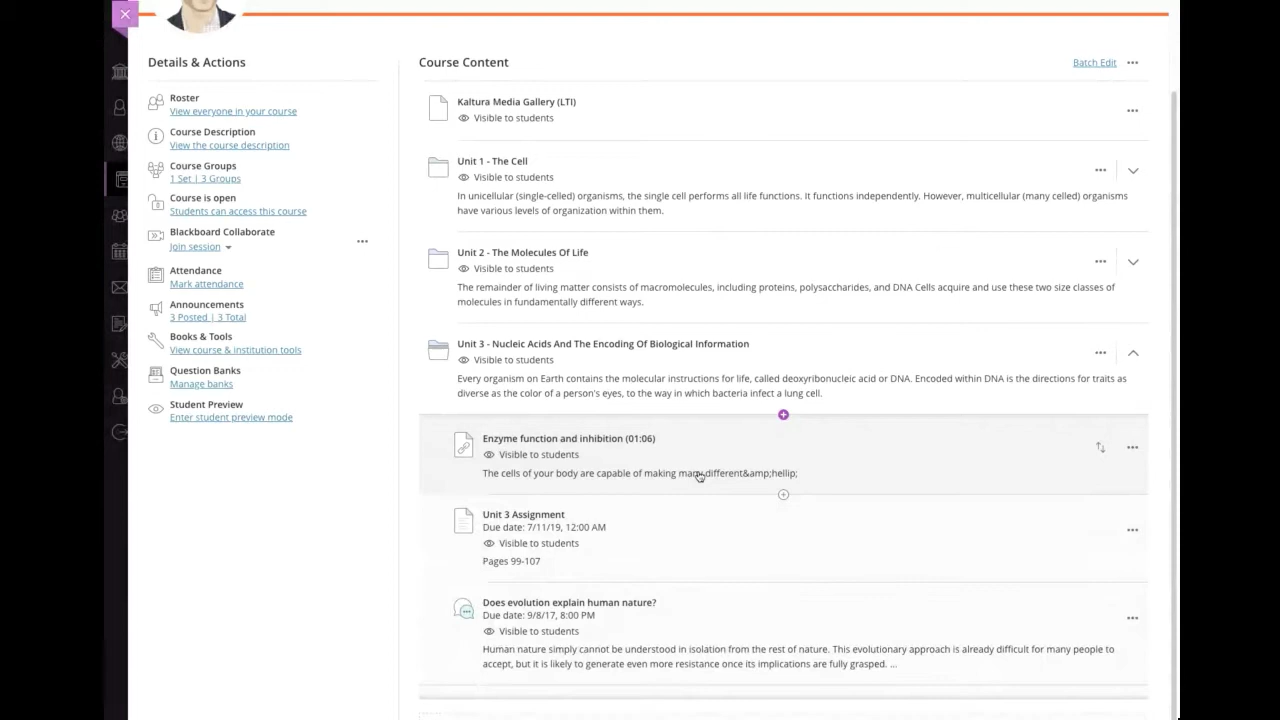 Details & Actions
Roster
View everyone in your course
Course Description
View the course description
Course Groups
1 Set | 3 Groups
Course is open
Students can access this course
Blackboard Collaborate
Join session
Attendance
Mark attendance
Announcements
3 Posted | 3 Total
Books & Tools
View course & institution tools
Question Banks
Manage banks
Student Preview
Enter student preview mode
Course Content
Batch Edit
Kaltura Media Gallery (LTI)
Visible to students
Unit 1 - The Cell
Visible to students
In unicellular (single-celled) organisms, the single cell performs all life functions. It functions independently. However, multicellular (many celled) organisms
have various levels of organization within them.
Unit 2 - The Molecules Of Life
Visible to students
The remainder of living matter consists of macromolecules, including proteins, polysaccharides, and DNA Cells acquire and use these two size classes of
molecules in fundamentally different ways.
Unit 3 - Nucleic Acids And The Encoding Of Biological Information
Visible to students
Every organism on Earth contains the molecular instructions for life, called deoxyribonucleic acid or DNA. Encoded within DNA is the directions for traits as
diverse as the color of a person's eyes, to the way in which bacteria infect a lung cell.
Enzyme function and inhibition (01:06)
Visible to students
The cells of your body are capable of making many different&amp;hellip;
Unit 3 Assignment
Due date: 7/11/19, 12:00 AM
Visible to students
Pages 99-107
Does evolution explain human nature?
Due date: 9/8/17, 8:00 PM
Visible to students
Human nature simply cannot be understood in isolation from the rest of nature. This evolutionary approach is already difficult for many people to
accept, but it is likely to generate even more resistance once its implications are fully grasped. ...